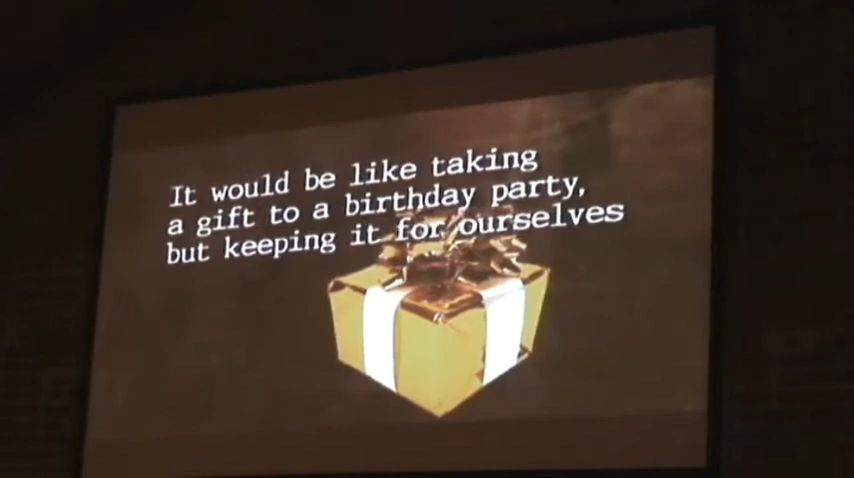 It would be like taking
a gift to a birthday party,
but keeping it for ourselves